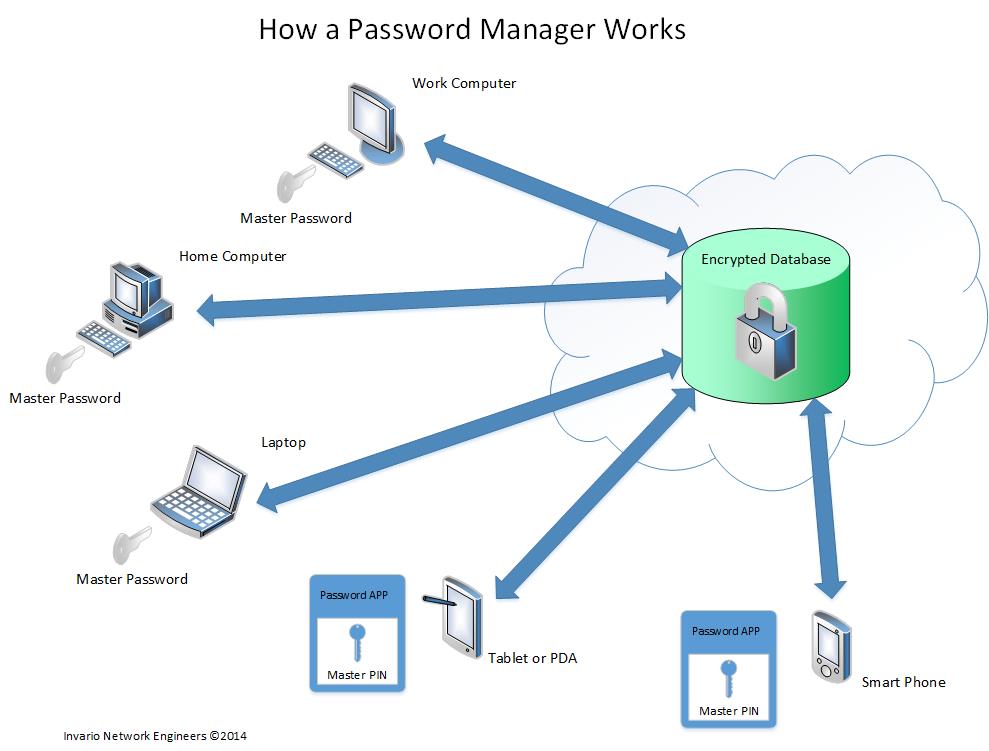 How a Password Manager Works
Work Computer
Master Password
Home Computer
Encrypted Database
Master Password
Laptop
Master Password
Password APP
Master PIN
Tablet or PDA
Password APP
Master PIN
Smart Phone
Invario Network Engineers ©2014